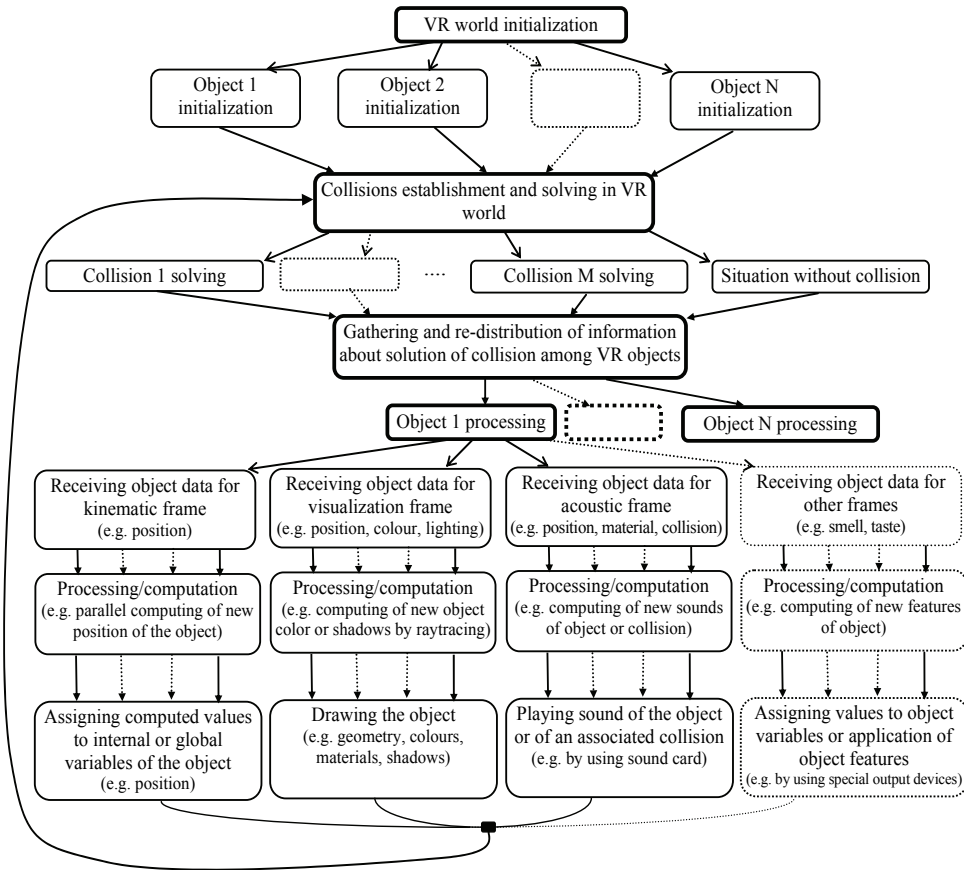 VR world initialization
Object 1
initialization
Object 2
initialization
Object N
initialization
Collisions establishment and solving in VR
world
Collision 1 solving
....
Collision M solving
Situation without collision
Gathering and re-distribution of information
about solution of collision among VR objects
Object 1 processing
Object N processing
Receiving object data for
kinematic frame
(e.g. position)
Receiving object data for
visualization frame
(e.g. position, colour, lighting)
Receiving object data for
acoustic frame
(e.g. position, material, collision)
Receiving object data for
other frames
(e.g. smell, taste)
Processing/computation
(e.g. parallel computing of new
position of the object)
Processing/computation
(e.g. computing of new object
color or shadows by raytracing)
Processing/computation
(e.g. computing of new sounds
of object or collision)
Processing/computation
(e.g. computing of new features
of object)
Assigning computed values
to internal or global
variables of the object
(e.g. position)
Drawing the object
(e.g. geometry, colours,
materials, shadows)
Playing sound of the object
or of an associated collision
(e.g. by using sound card)
Assigning values to object
variables or application of
object features
(e.g. by using special output devices)